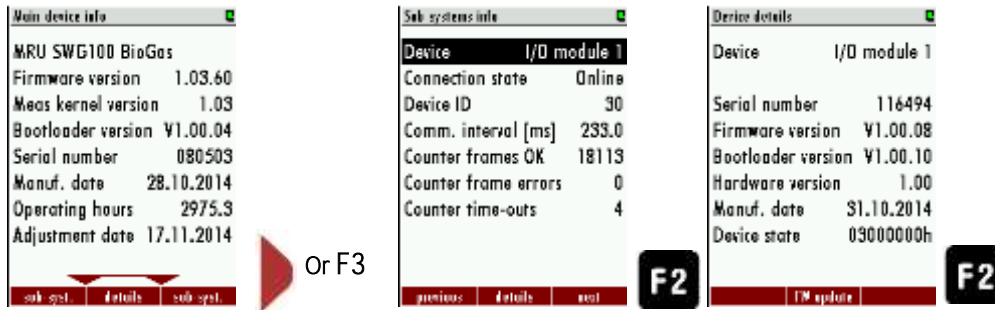 Main device info
MRU SWG100 BioGas
Firmware version 1.03.60
Meas kernel version 1.03
Bootloader version V1.00.04
Serial number 080503
Manuf. date 28.10.2014
Operating hours 2975.3
Adjustment date 17.11.2014
sub-syst. details sub-syst.
Or F3
Sub systems info
Device I/O module 1
Connection state Online
Device ID 30
Comm. interval [ms] 233.0
Counter frames OK 18113
Counter frame errors 0
Counter time-outs 4
previous details next
F2
Device details
Device I/O module 1
Serial number 116494
Firmware version V1.00.08
Bootloader version V1.00.10
Hardware version 1.00
Manuf. date 31.10.2014
Device state 03000000h
FW update
F2